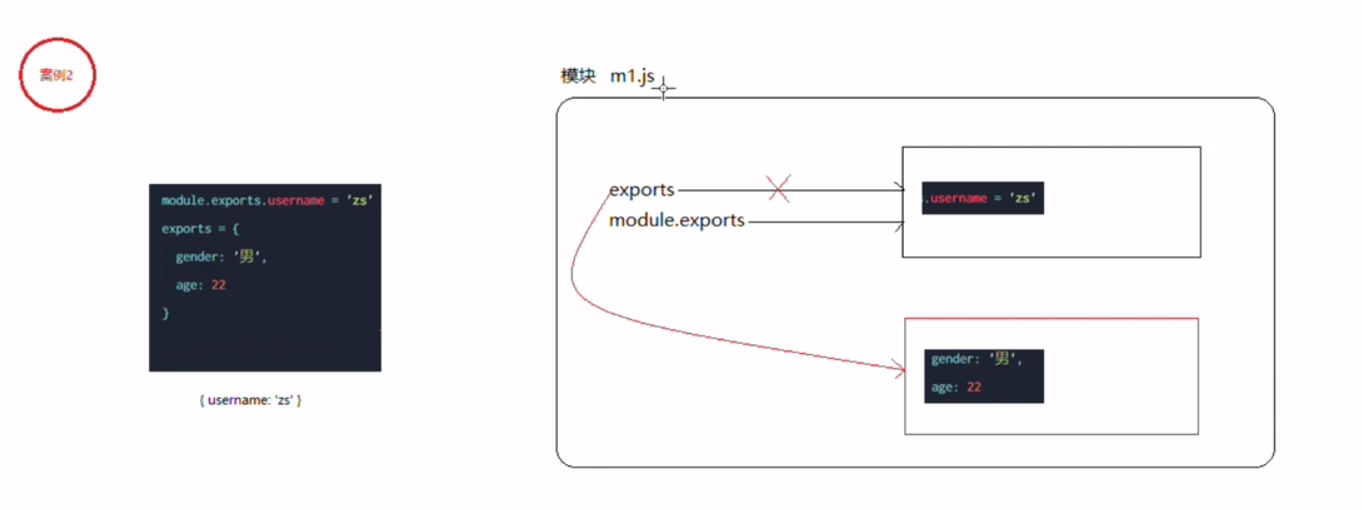 案例2
模块 m1.js
module.exports.username = 'zs'
exports = {
gender: '男',
age: 22
}
{ username: 'zs' }
exports
module.exports
.username = 'zs'
gender: '男',
age: 22